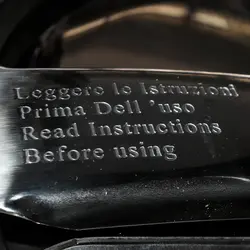 Leggere le Istruzioni
Prima Dell 'uso
Read Instructions
Before using